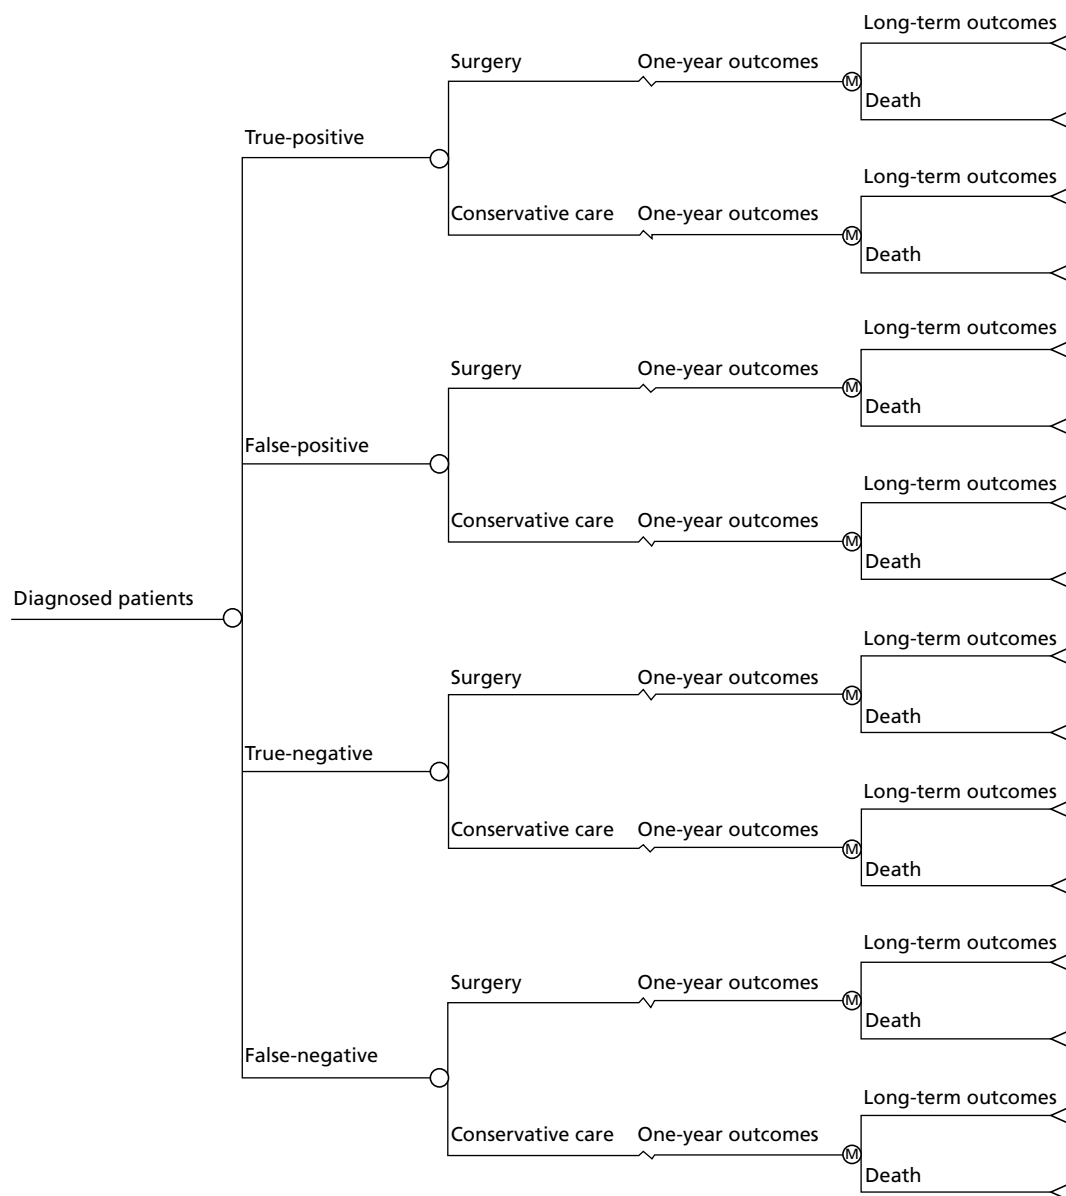 Long-term outcomes
Surgery One-year outcomes
M
Death
True-positive
Long-term outcomes
Conservative care One-year outcomes
M
Death
Long-term outcomes
Surgery One-year outcomes
M
Death
False-positive
Long-term outcomes
Conservative care One-year outcomes
M
Death
Diagnosed patients
Long-term outcomes
Surgery One-year outcomes
M
Death
True-negative
Long-term outcomes
Conservative care One-year outcomes
M
Death
Long-term outcomes
Surgery One-year outcomes
M
Death
False-negative
Long-term outcomes
Conservative care One-year outcomes
M
Death